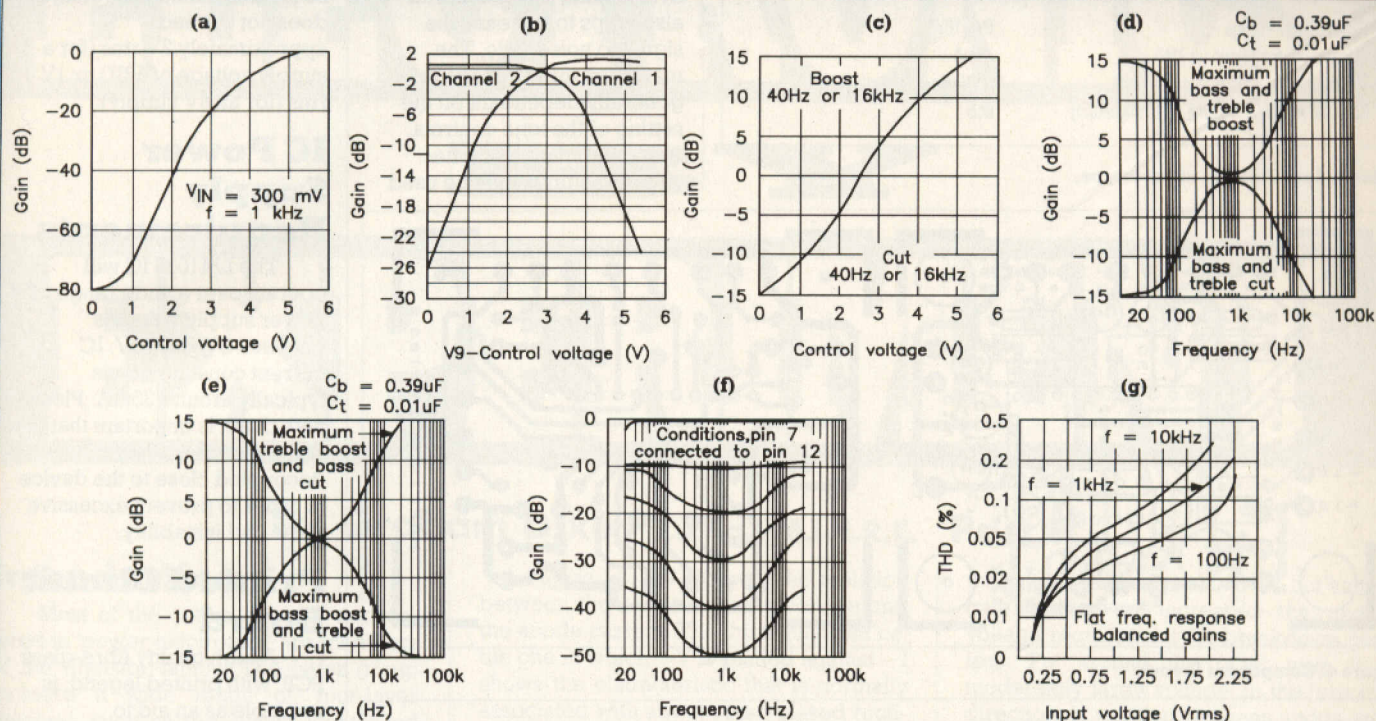 (a)
0
−20
−40
−60
−80
Gain (dB)
V_IN = 300 mV
f = 1 kHz
0 1 2 3 4 5 6
Control voltage (V)
(b)
2
−2
−6
−10
−14
−18
−22
−26
−30
Gain (dB)
Channel 2
Channel 1
0 1 2 3 4 5 6
V9−Control voltage (V)
(c)
15
10
5
0
−5
−10
−15
Gain (dB)
Boost
40Hz or 16kHz
Cut
40Hz or 16kHz
0 1 2 3 4 5 6
Control voltage (V)
(d)
C_b = 0.39uF
C_t = 0.01uF
15
10
5
0
−5
−10
−15
Gain (dB)
Maximum
bass and
treble
boost
Maximum
bass and
treble cut
20 100 1k 10k 100k
Frequency (Hz)
(e)
C_b = 0.39uF
C_t = 0.01uF
15
10
5
0
−5
−10
−15
Gain (dB)
Maximum
treble boost
and bass
cut
Maximum
bass boost
and treble
cut
20 100 1k 10k 100k
Frequency (Hz)
(f)
0
−10
−20
−30
−40
−50
Gain (dB)
Conditions,pin 7
connected to pin 12
20 100 1k 10k 100k
Frequency (Hz)
(g)
0.5
0.2
0.1
0.05
0.02
0.01
0
THD (%)
f = 10kHz
f = 1kHz
f = 100Hz
Flat freq. response
balanced gains
0.25 0.75 1.25 1.75 2.25
Input voltage (Vrms)